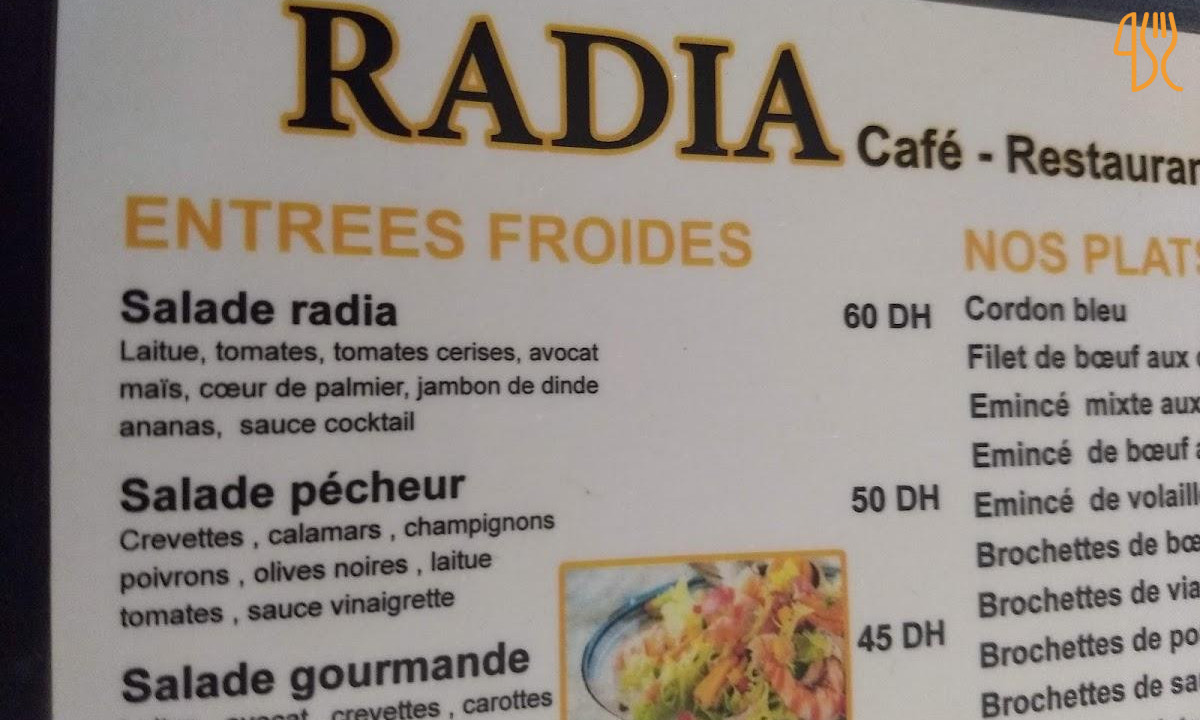 RADIA
Café - Restauran
ENTREES FROIDES
Salade radia 60 DH
Laitue, tomates, tomates cerises, avocat
maïs, cœur de palmier, jambon de dinde
ananas, sauce cocktail
Salade pécheur 50 DH
Crevettes , calamars , champignons
poivrons , olives noires , laitue
tomates , sauce vinaigrette
Salade gourmande 45 DH
avocat , crevettes , carottes
NOS PLATS
Cordon bleu
Filet de bœuf aux
Emincé mixte aux
Emincé de bœuf
Emincé de volaill
Brochettes de bœ
Brochettes de via
Brochettes de po
Brochettes de sa